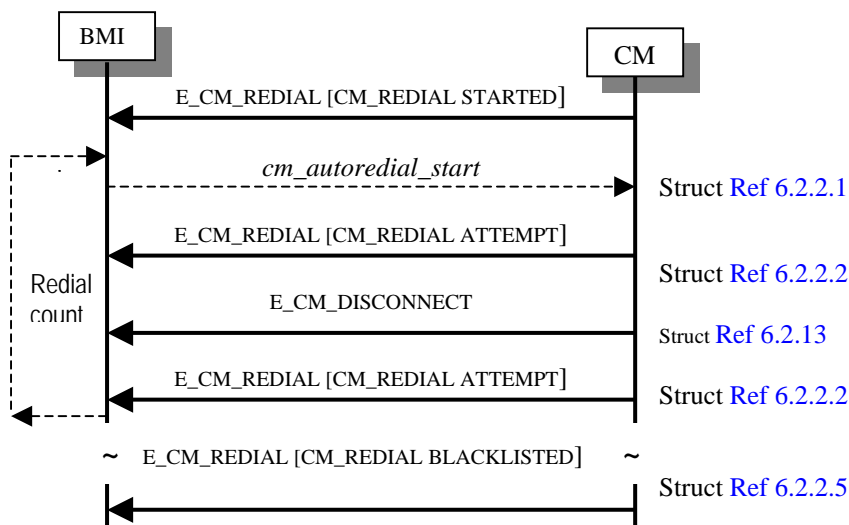 BMI
CM
E_CM_REDIAL [CM_REDIAL STARTED]
cm_autoredial_start
Struct Ref 6.2.2.1
E_CM_REDIAL [CM_REDIAL ATTEMPT]
Struct Ref 6.2.2.2
Redial
count
E_CM_DISCONNECT
Struct Ref 6.2.13
E_CM_REDIAL [CM_REDIAL ATTEMPT]
Struct Ref 6.2.2.2
~ E_CM_REDIAL [CM_REDIAL BLACKLISTED] ~
Struct Ref 6.2.2.5